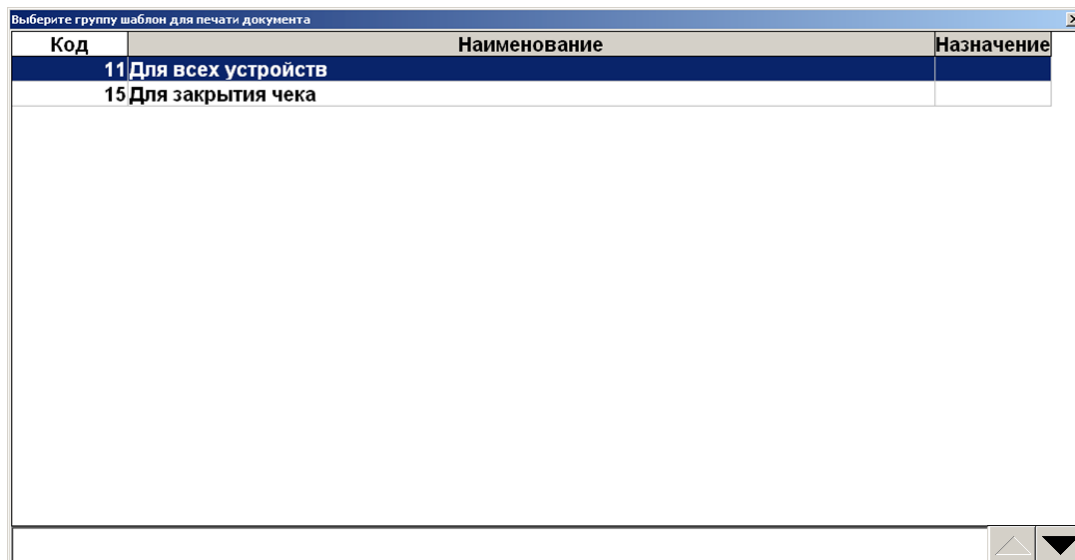 Выберите группу шаблон для печати документа
Код Наименование Назначение
11 Для всех устройств
15 Для закрытия чека